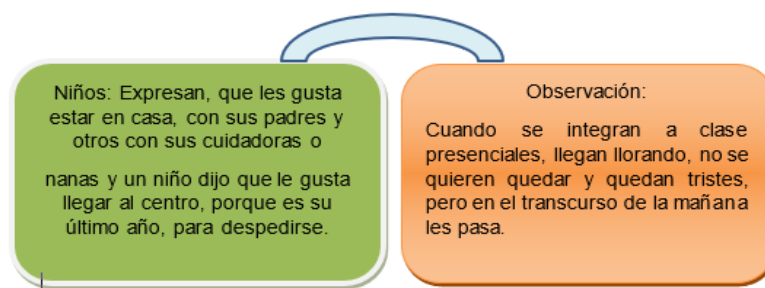 Niños: Expresan, que les gusta
estar en casa, con sus padres y
otros con sus cuidadoras o
nanas y un niño dijo que le gusta
llegar al centro, porque es su
último año, para despedirse.
Observación:
Cuando se integran a clase
presenciales, llegan llorando, no se
quieren quedar y quedan tristes,
pero en el transcurso de la mañana
les pasa.